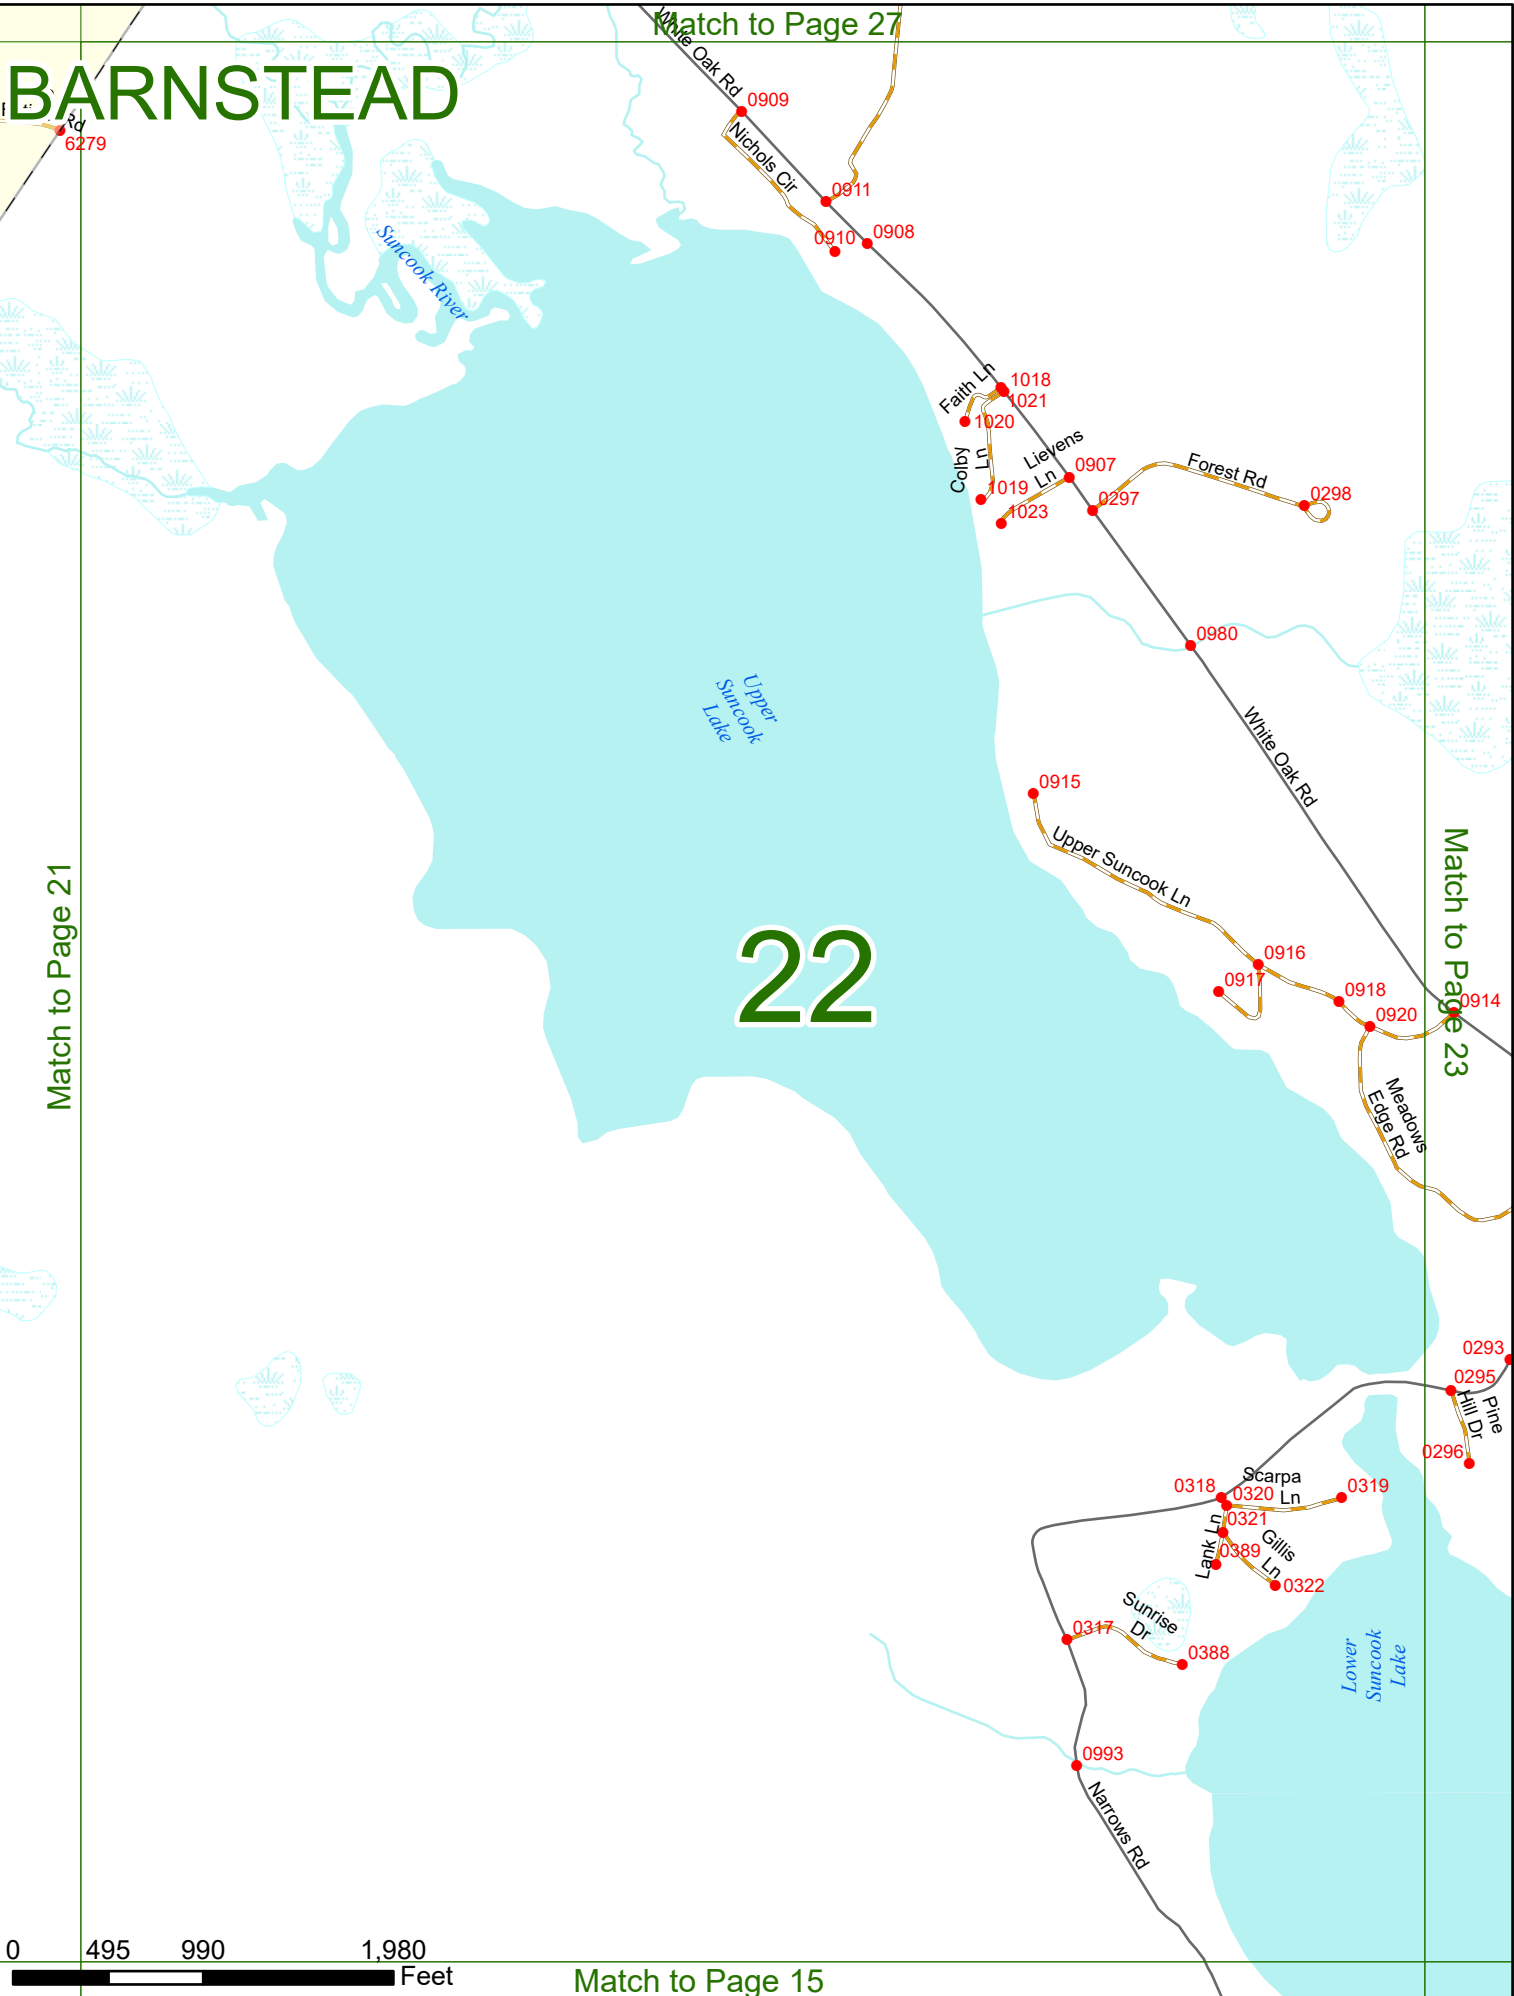 Match to Page 27
BARNSTEAD
White Oak Rd
0909
Rd
6279
Nichols Cir
0911
0908
0910
Suncook River
Faith Ln
1018
1021
1020
Colby
Ln
Lievens
Ln
0907
Forest Rd
1019
0297
0298
1023
0980
Upper
Suncook
Lake
White Oak Rd
0915
Upper Suncook Ln
Match to Page 21
Match to Page 23
22
0916
0917
0918
0914
0920
Meadows
Edge Rd
0293
0295
Pine
Hill Dr
0296
Scarpa
Ln
0318
0320
0319
0321
Lank Ln
Gillis
Ln
0389
0322
Sunrise
Dr
0317
0388
Lower
Suncook
Lake
0993
Narrows Rd
0 495 990 1,980
Feet
Match to Page 15